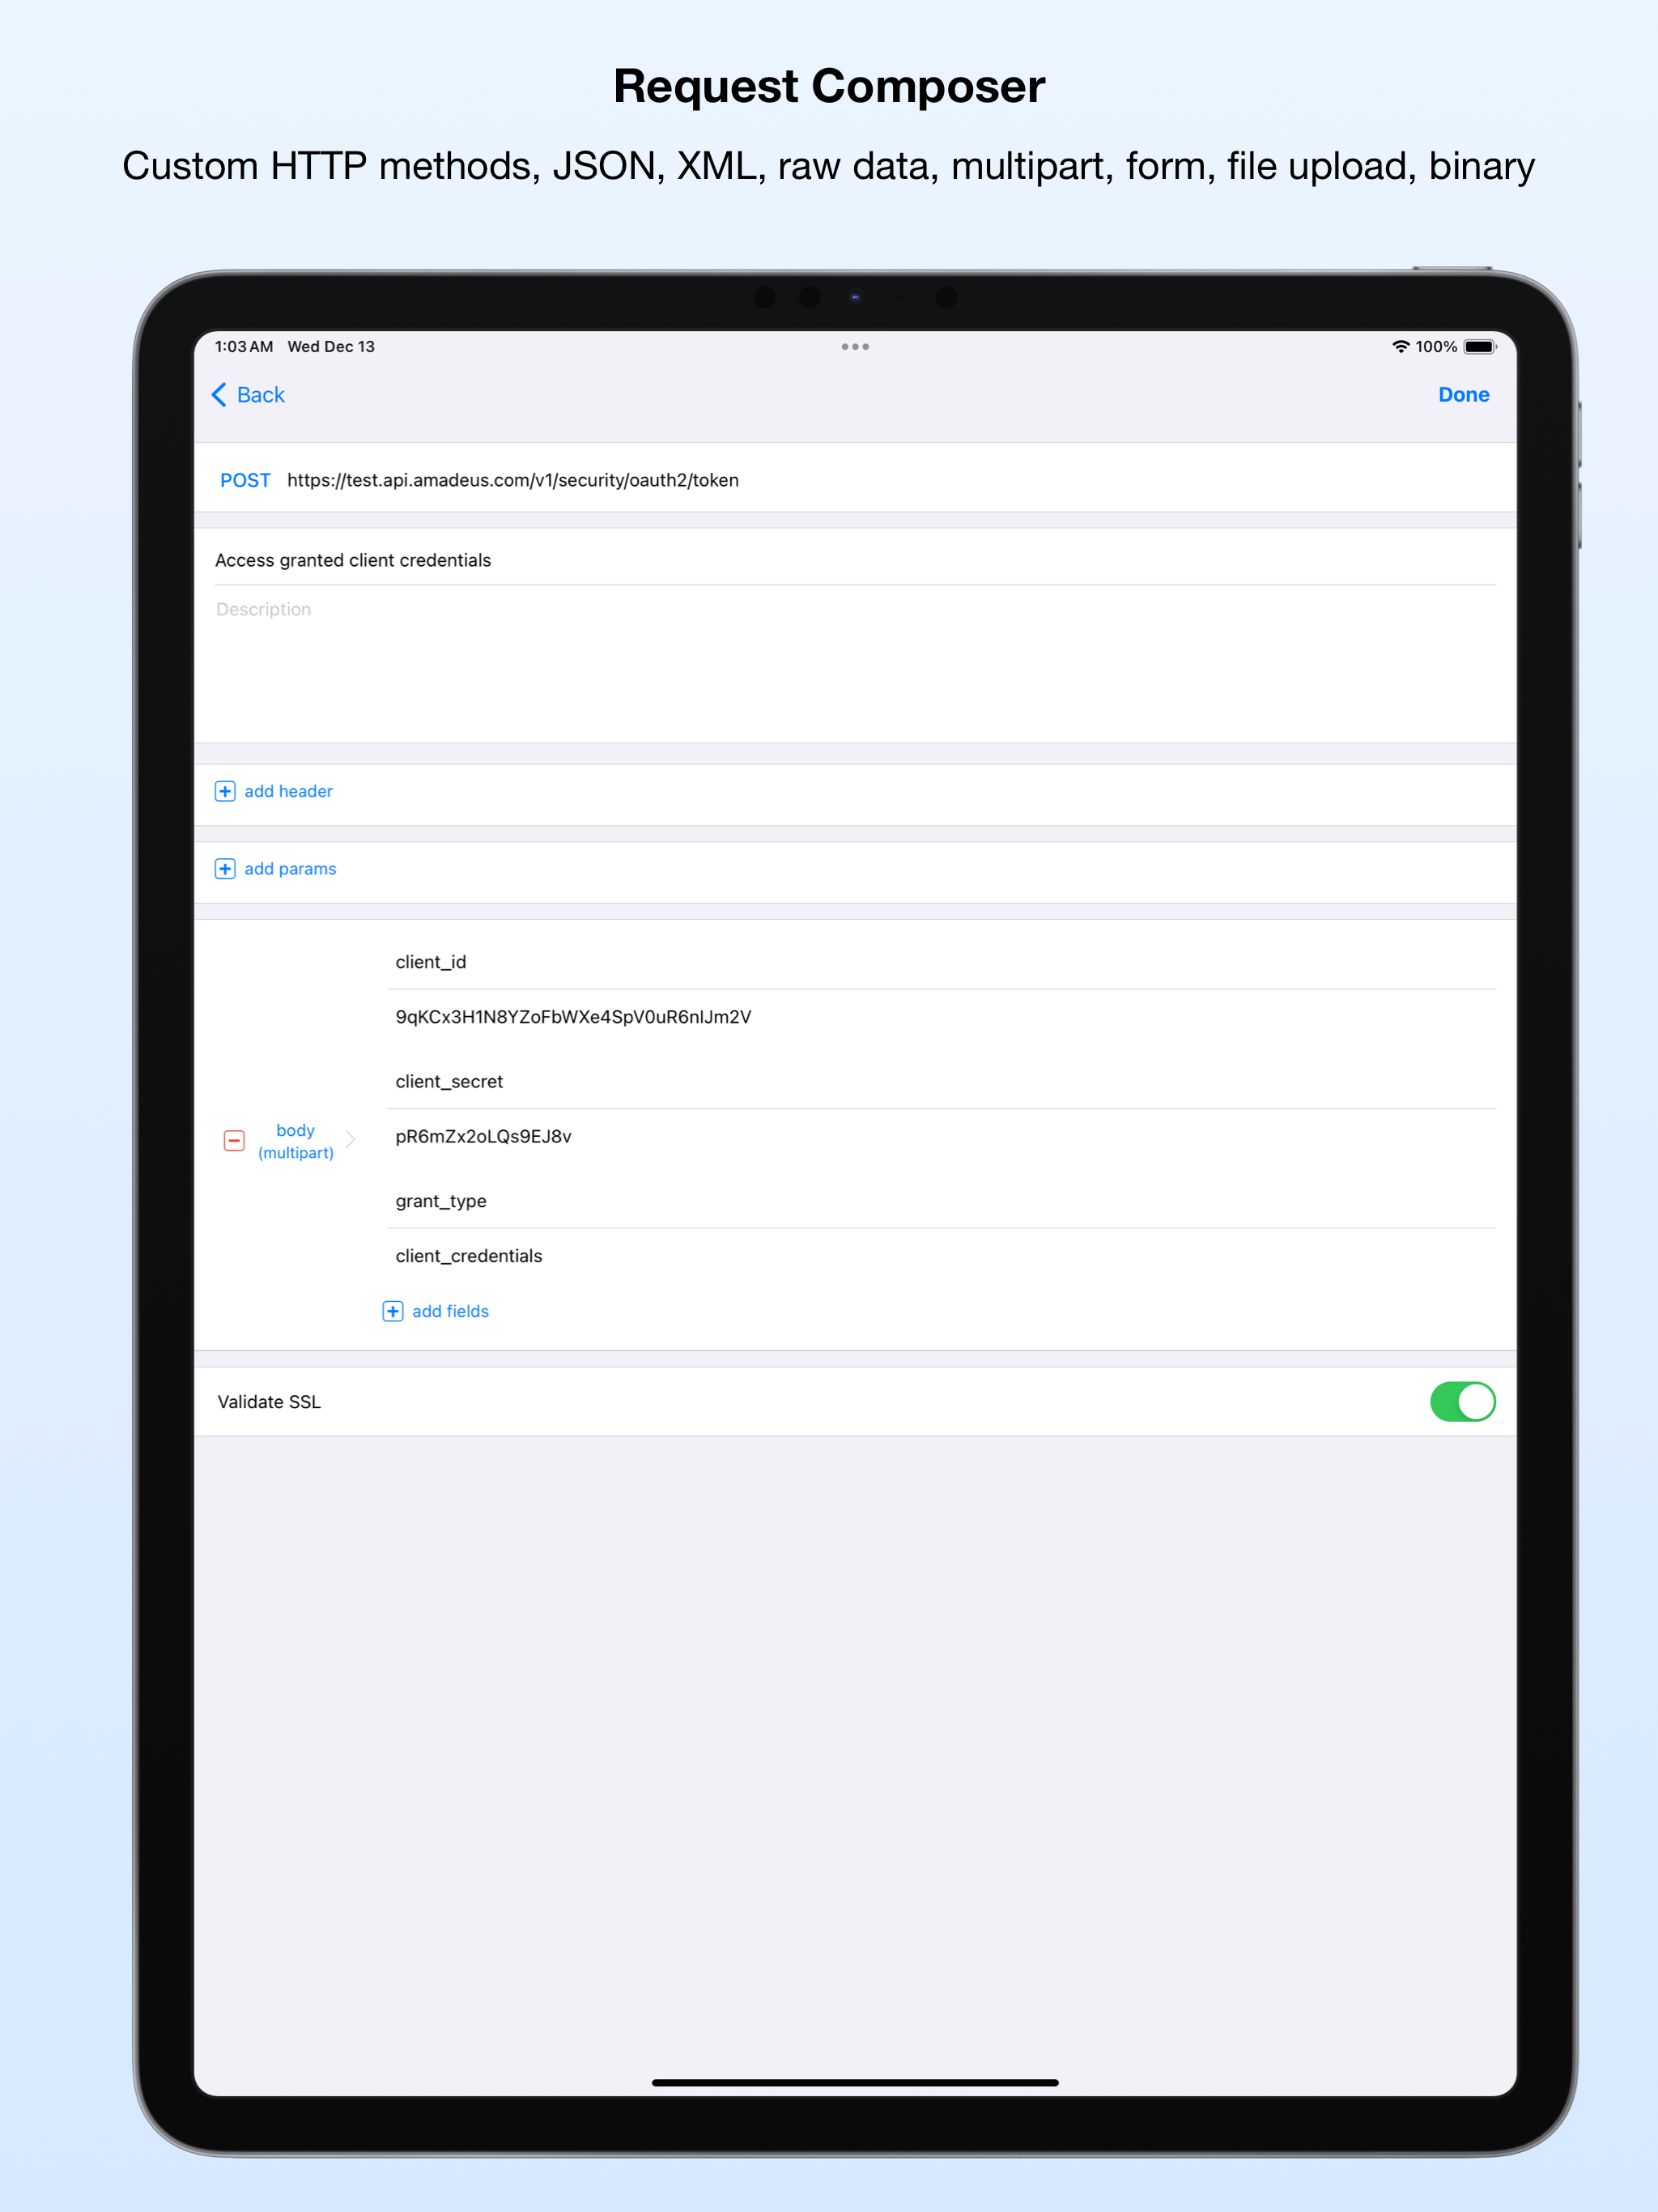 Request Composer
Custom HTTP methods, JSON, XML, raw data, multipart, form, file upload, binary
1:03 AM Wed Dec 13
100%
Back
Done
POST https://test.api.amadeus.com/v1/security/oauth2/token
Access granted client credentials
Description
add header
add params
client_id
9qKCx3H1N8YZoFbWXe4SpV0uR6nIJm2V
client_secret
body
(multipart)
pR6mZx2oLQs9EJ8v
grant_type
client_credentials
add fields
Validate SSL